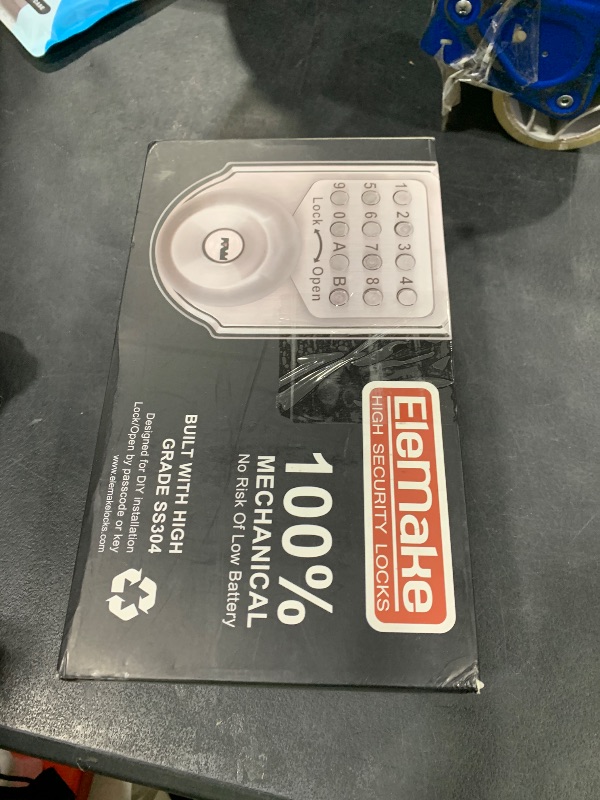 1 2 3 4
5 6 7 8
9 0 A B
Lock Open
Elemake
HIGH SECURITY LOCKS
100%
MECHANICAL
No Risk Of Low Battery
BUILT WITH HIGH
GRADE SS304
Designed for DIY installation
Lock/Open by passcode or key
www.elemakelocks.com